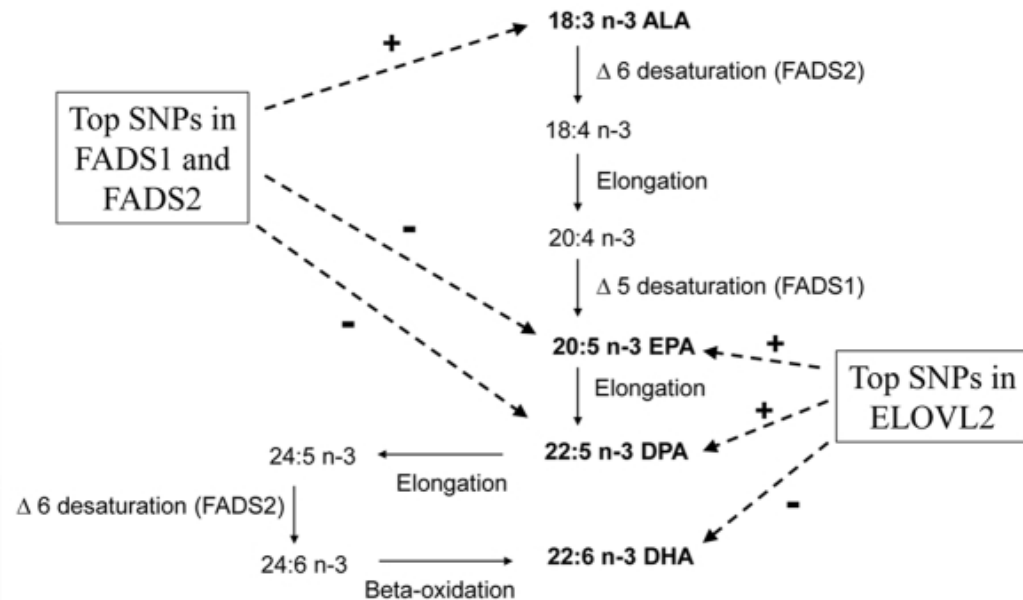 18:3 n-3 ALA
+
Δ 6 desaturation (FADS2)
Top SNPs in
FADS1 and
FADS2
18:4 n-3
Elongation
-
20:4 n-3
Δ 5 desaturation (FADS1)
-
20:5 n-3 EPA
+
Elongation
Top SNPs in
ELOVL2
+
22:5 n-3 DPA
24:5 n-3
Elongation
Δ 6 desaturation (FADS2)
-
22:6 n-3 DHA
24:6 n-3
Beta-oxidation